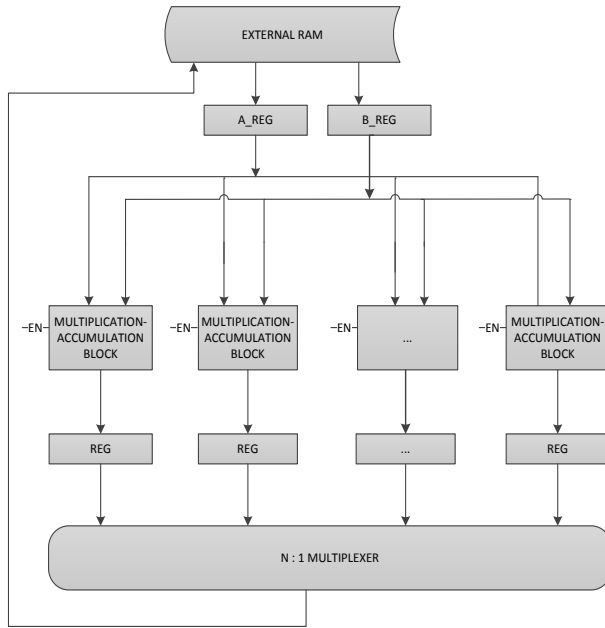 EXTERNAL RAM
A_REG
B_REG
EN
MULTIPLICATION-
ACCUMULATION
BLOCK
EN
MULTIPLICATION-
ACCUMULATION
BLOCK
EN
...
EN
MULTIPLICATION-
ACCUMULATION
BLOCK
REG
REG
...
REG
N : 1 MULTIPLEXER